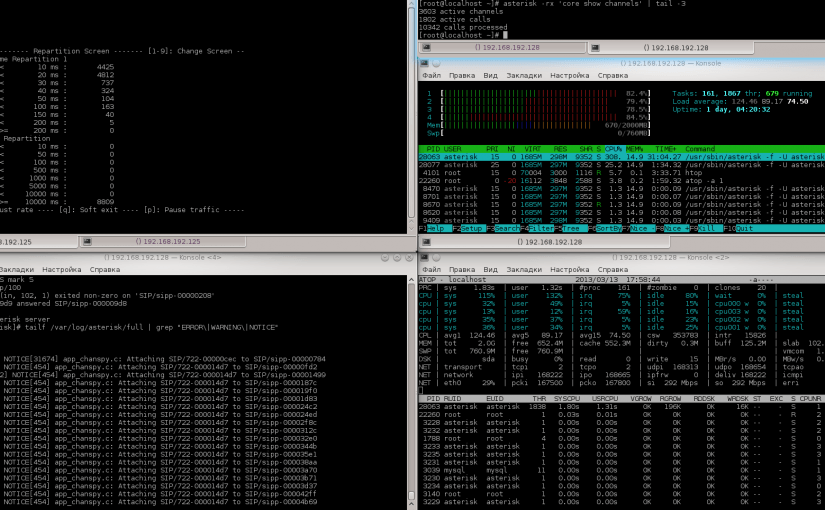 [root@localhost ~]# asterisk -rx 'core show channels' | tail -3
3603 active channels
1802 active calls
10342 calls processed
[root@localhost ~]#
() 192.168.192.128
() 192.168.192.128
------- Repartition Screen ------- [1-9]: Change Screen --
me Repartition 1
< 10 ms : 4425
< 20 ms : 4812
< 30 ms : 737
< 40 ms : 324
< 50 ms : 104
< 100 ms : 163
< 150 ms : 40
< 200 ms : 5
>= 200 ms : 0
Repartition
< 10 ms : 0
< 50 ms : 0
< 100 ms : 0
< 500 ms : 0
< 1000 ms : 0
< 5000 ms : 0
< 10000 ms : 0
>= 10000 ms : 8809
ust rate ---- [q]: Soft exit ---- [p]: Pause traffic -----
.192.125
() 192.168.192.125
() 192.168.192.128 — Konsole
Файл Правка Вид Закладки Настройка Справка
1 [ 82.4%]
2 [ 79.4%]
3 [ 78.5%]
4 [ 84.5%]
Mem[ 670/2000MB]
Swp[ 0/760MB]
Tasks: 161, 1867 thr; 679 running
Load average: 124.46 89.17 74.50
Uptime: 1 day, 04:20:32
PID USER PRI NI VIRT RES SHR S CPU% MEM% TIME+ Command
28063 asterisk 15 0 1685M 298M 9352 S 308. 14.9 31:04.27 /usr/sbin/asterisk -f -U asterisk
28077 asterisk 15 0 1685M 298M 9352 S 25.2 14.9 1:32.20 /usr/sbin/asterisk -f -U asterisk
4101 root 15 0 70004 3000 1116 R 5.7 0.1 3:33.71 htop
22260 root 0 -20 16112 3848 2588 S 3.8 0.2 1:59.32 atop -a 1
8470 asterisk 15 0 1685M 297M 9352 S 1.3 14.9 0:00.09 /usr/sbin/asterisk -f -U asterisk
8701 asterisk 15 0 1685M 297M 9352 S 1.3 14.9 0:00.07 /usr/sbin/asterisk -f -U asterisk
8670 asterisk 15 0 1685M 297M 9352 R 1.3 14.9 0:00.06 /usr/sbin/asterisk -f -U asterisk
8620 asterisk 15 0 1685M 297M 9352 S 1.3 14.9 0:00.06 /usr/sbin/asterisk -f -U asterisk
9409 asterisk 15 0 1685M 297M 9352 S 1.3 14.9 0:00.03 /usr/sbin/asterisk -f -U asterisk
F1Help F2Setup F3Search F4Filter F5Tree F6SortBy F7Nice - F8Nice + F9Kill F10Quit
() 192.168.192.128
() 192.168.192.128 — Konsole <4>
Закладки Настройка Справка
S mark 5
p/100
(in, 102, 1) exited non-zero on 'SIP/sipp-00000208'
09d9 answered SIP/sipp-000009d8
erisk server
risk]# tailf /var/log/asterisk/full | grep "ERROR\|WARNING\|NOTICE"
NOTICE[31674] app_chanspy.c: Attaching SIP/722-00000cec to SIP/sipp-00000784
NOTICE[454] app_chanspy.c: Attaching SIP/722-000014d7 to SIP/sipp-00000fd2
2] NOTICE[454] app_chanspy.c: Attaching SIP/722-000014d7 to SIP/sipp-00001499
NOTICE[454] app_chanspy.c: Attaching SIP/722-000014d7 to SIP/sipp-0000187c
NOTICE[454] app_chanspy.c: Attaching SIP/722-000014d7 to SIP/sipp-000019f0
NOTICE[454] app_chanspy.c: Attaching SIP/722-000014d7 to SIP/sipp-00001d83
NOTICE[454] app_chanspy.c: Attaching SIP/722-000014d7 to SIP/sipp-000024c2
NOTICE[454] app_chanspy.c: Attaching SIP/722-000014d7 to SIP/sipp-000024ed
NOTICE[454] app_chanspy.c: Attaching SIP/722-000014d7 to SIP/sipp-00002f8c
NOTICE[454] app_chanspy.c: Attaching SIP/722-000014d7 to SIP/sipp-0000312c
NOTICE[454] app_chanspy.c: Attaching SIP/722-000014d7 to SIP/sipp-000032e0
NOTICE[454] app_chanspy.c: Attaching SIP/722-000014d7 to SIP/sipp-000035e1
NOTICE[454] app_chanspy.c: Attaching SIP/722-000014d7 to SIP/sipp-000038aa
NOTICE[454] app_chanspy.c: Attaching SIP/722-000014d7 to SIP/sipp-00003a70
NOTICE[454] app_chanspy.c: Attaching SIP/722-000014d7 to SIP/sipp-00003b71
NOTICE[454] app_chanspy.c: Attaching SIP/722-000014d7 to SIP/sipp-00003d37
NOTICE[454] app_chanspy.c: Attaching SIP/722-000014d7 to SIP/sipp-000042ff
NOTICE[454] app_chanspy.c: Attaching SIP/722-000014d7 to SIP/sipp-00004b69
() 192.168.192.128 — Konsole <2>
Файл Правка Вид Закладки Настройка Справка
ATOP - localhost 2013/03/13 17:58:44 -a----
PRC | sys 1.83s | user 1.32s | #proc 161 | #zombie 0 | clones 20
CPU | sys 115% | user 132% | irq 75% | idle 80% | wait 0% | steal
cpu | sys 32% | user 49% | irq 5% | idle 15% | cpu000 w 0% | steal
cpu | sys 13% | user 12% | irq 59% | idle 16% | cpu003 w 0% | steal
cpu | sys 35% | user 37% | irq 5% | idle 23% | cpu002 w 0% | steal
cpu | sys 36% | user 34% | irq 5% | idle 25% | cpu001 w 0% | steal
CPL | avg1 124.46 | avg5 89.17 | avg15 74.50 | csw 353783 | intr 15826
MEM | tot 2.0G | free 652.4M | cache 592.3M | dirty 0.3M | buff 125.2M | slab 102.
SWP | tot 760.9M | free 760.9M | vmcom 1.
DSK | sda | busy 0% | read 0 | write 15 | MBr/s 0.00 | MBw/s
NET | transport | tcpi 2 | tcpo 2 | udpi 168313 | udpo 168654 | tcpao
NET | network | ipi 168222 | ipo 168665 | ipfrw 0 | deliv 168222 | icmpi
NET | eth0 29% | pcki 167500 | pcko 167800 | si 292 Mbps | so 292 Mbps | erri
PID RUID EUID THR SYSCPU USRCPU VGROW RGROW RDDSK WRDSK ST EXC S CPUNR
28063 asterisk asterisk 1838 1.80s 1.31s 0K 196K 0K 16K -- - S 1
22260 root root 1 0.03s 0.01s 0K 0K 0K 0K -- - R 2
3228 asterisk asterisk 1 0.00s 0.00s 0K 0K 0K 0K -- - S 2
3232 asterisk asterisk 1 0.00s 0.00s 0K 0K 0K 0K -- - S 2
1788 root root 4 0.00s 0.00s 0K 0K 0K 0K -- - S 0
3233 asterisk asterisk 1 0.00s 0.00s 0K 0K 0K 0K -- - S 3
3235 asterisk asterisk 1 0.00s 0.00s 0K 0K 0K 0K -- - S 3
3231 asterisk asterisk 1 0.00s 0.00s 0K 0K 0K 0K -- - S 1
3039 mysql mysql 11 0.00s 0.00s 0K 0K 0K 0K -- - S 1
3230 asterisk asterisk 1 0.00s 0.00s 0K 0K 0K 0K -- - S 2
3234 asterisk asterisk 1 0.00s 0.00s 0K 0K 0K 0K -- - S 0
3140 root root 1 0.00s 0.00s 0K 0K 0K 0K -- - S 2
3229 asterisk asterisk 1 0.00s 0.00s 0K 0K 0K 0K -- - S 3